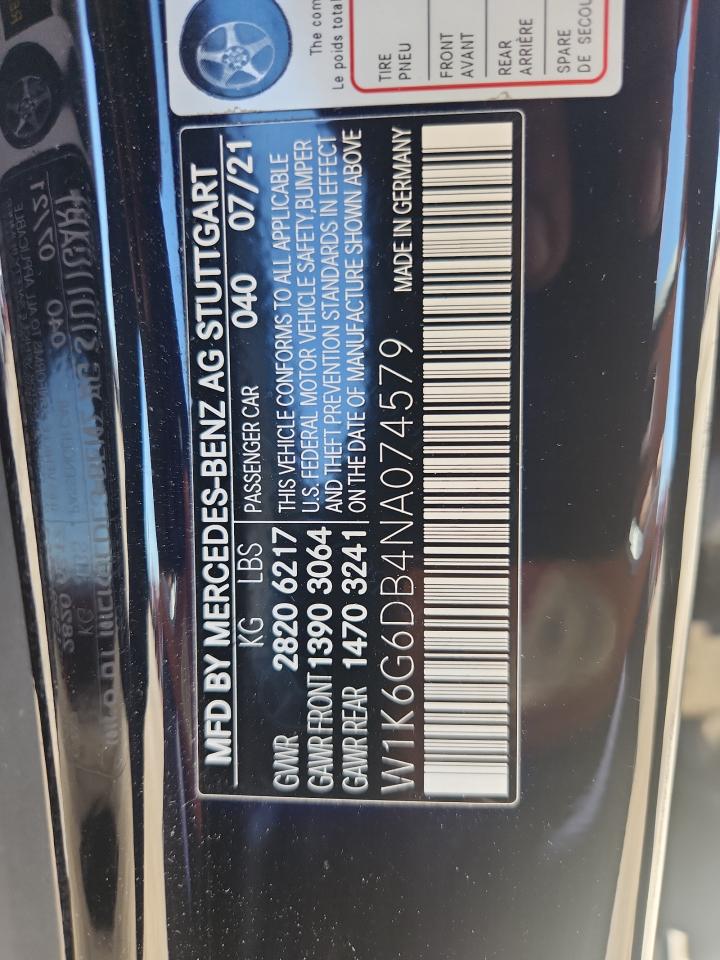 MFD BY MERCEDES-BENZ AG STUTTGART
KG LBS PASSENGER CAR 040 07/21
GVWR 2820 6217
GAWR FRONT 1390 3064
GAWR REAR 1470 3241
THIS VEHICLE CONFORMS TO ALL APPLICABLE
U.S. FEDERAL MOTOR VEHICLE SAFETY, BUMPER
AND THEFT PREVENTION STANDARDS IN EFFECT
ON THE DATE OF MANUFACTURE SHOWN ABOVE
W1K6G6DB4NA074579 MADE IN GERMANY
The com
Le poids total
TIRE
PNEU
FRONT
AVANT
REAR
ARRIÈRE
SPARE
DE SECOU